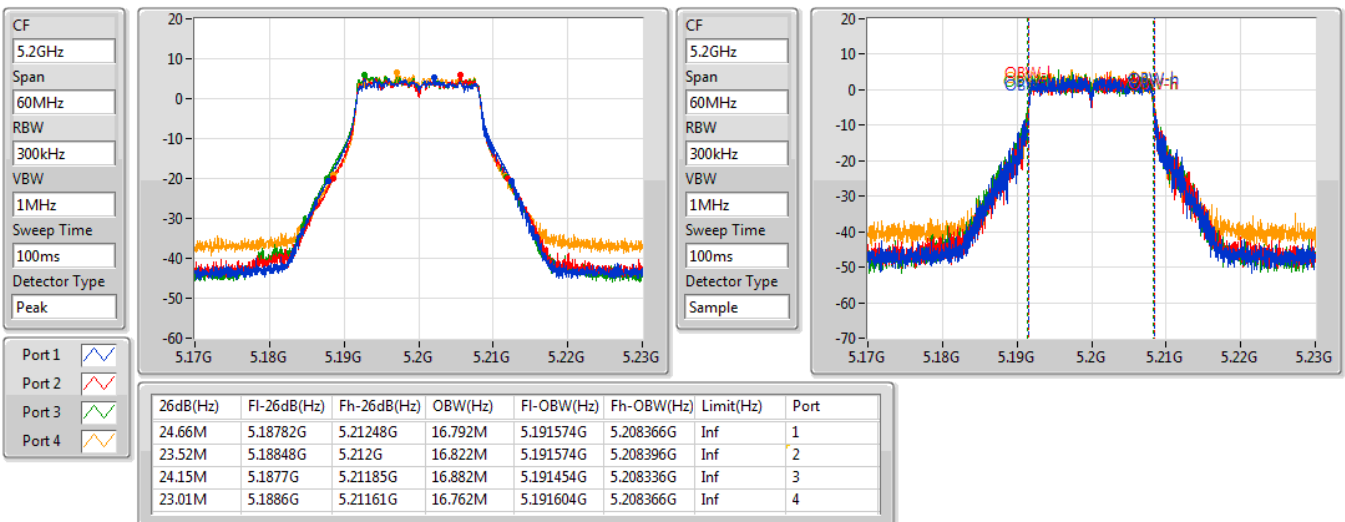 CF
5.2GHz
Span
60MHz
RBW
300kHz
VBW
1MHz
Sweep Time
100ms
Detector Type
Peak
20
10
0
-10
-20
-30
-40
-50
-60
5.17G 5.18G 5.19G 5.2G 5.21G 5.22G 5.23G
CF
5.2GHz
Span
60MHz
RBW
300kHz
VBW
1MHz
Sweep Time
100ms
Detector Type
Sample
20
10
0
-10
-20
-30
-40
-50
-60
-70
OBW-l
OBW-h
5.17G 5.18G 5.19G 5.2G 5.21G 5.22G 5.23G
Port 1
Port 2
Port 3
Port 4
26dB(Hz) Fl-26dB(Hz) Fh-26dB(Hz) OBW(Hz) Fl-OBW(Hz) Fh-OBW(Hz) Limit(Hz) Port
24.66M 5.18782G 5.21248G 16.792M 5.191574G 5.208366G Inf 1
23.52M 5.18848G 5.212G 16.822M 5.191574G 5.208396G Inf 2
24.15M 5.1877G 5.21185G 16.882M 5.191454G 5.208336G Inf 3
23.01M 5.1886G 5.21161G 16.762M 5.191604G 5.208366G Inf 4